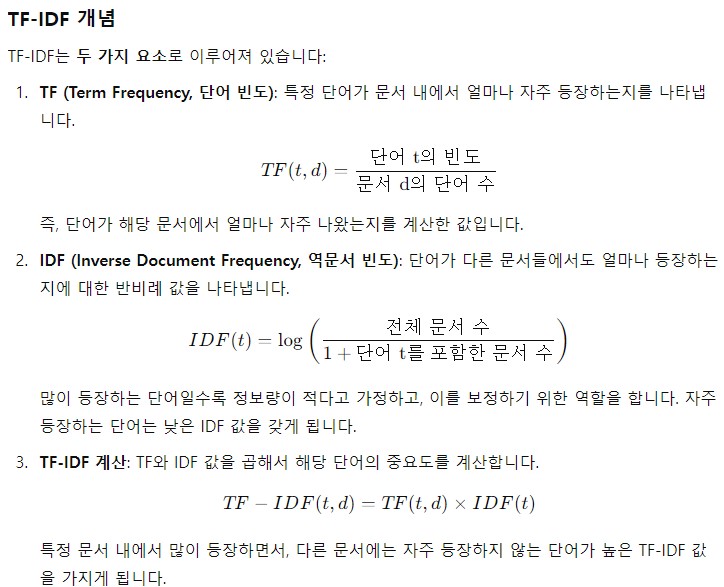 TF-IDF 개념
TF-IDF는 두 가지 요소로 이루어져 있습니다:
1. TF (Term Frequency, 단어 빈도): 특정 단어가 문서 내에서 얼마나 자주 등장하는지를 나타냅
니다.
TF(t, d) = 단어 t의 빈도 / 문서 d의 단어 수
즉, 단어가 해당 문서에서 얼마나 자주 나왔는지를 계산한 값입니다.
2. IDF (Inverse Document Frequency, 역문서 빈도): 단어가 다른 문서들에서도 얼마나 등장하는
지에 대한 반비례 값을 나타냅니다.
IDF(t) = log ( 전체 문서 수 / 1 + 단어 t를 포함한 문서 수 )
많이 등장하는 단어일수록 정보량이 적다고 가정하고, 이를 보정하기 위한 역할을 합니다. 자주
등장하는 단어는 낮은 IDF 값을 갖게 됩니다.
3. TF-IDF 계산: TF와 IDF 값을 곱해서 해당 단어의 중요도를 계산합니다.
TF − IDF(t, d) = TF(t, d) × IDF(t)
특정 문서 내에서 많이 등장하면서, 다른 문서에는 자주 등장하지 않는 단어가 높은 TF-IDF 값
을 가지게 됩니다.